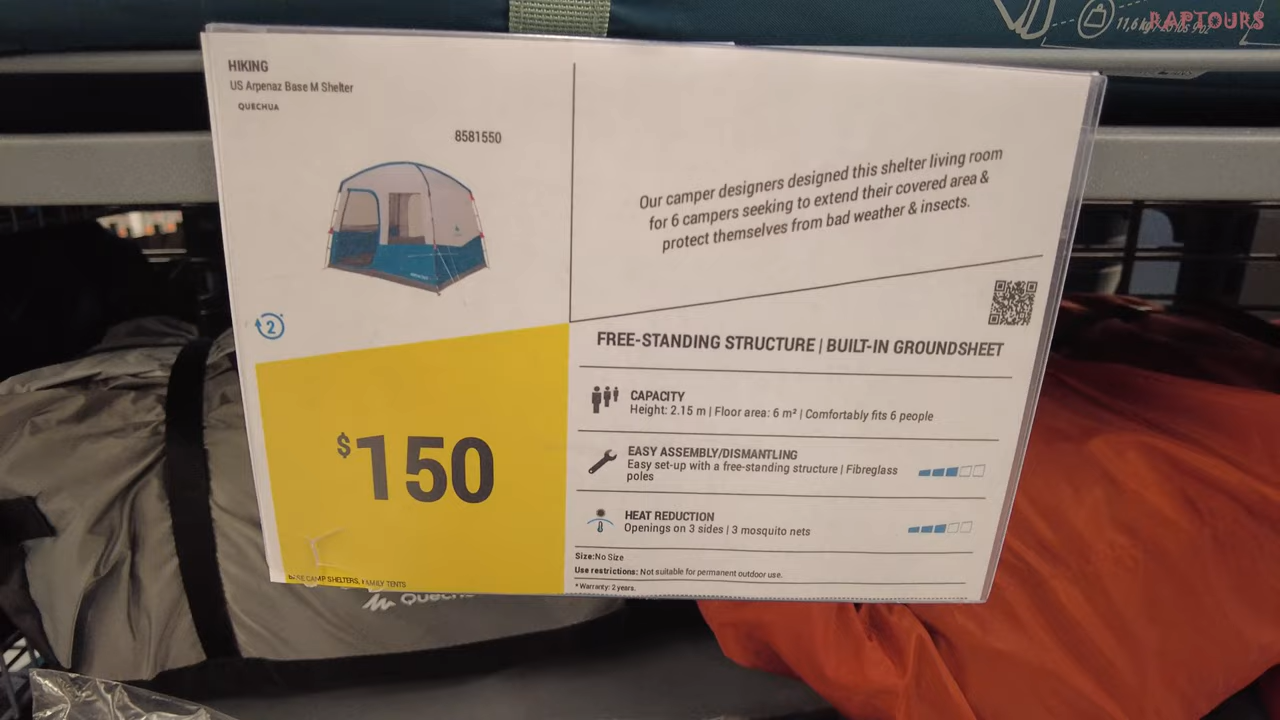 RAPTOURS
HIKING
US Arpenaz Base M Shelter
QUECHUA
8581550
2
$150
BASE CAMP SHELTERS, FAMILY TENTS
Our camper designers designed this shelter living room
for 6 campers seeking to extend their covered area &
protect themselves from bad weather & insects.
FREE-STANDING STRUCTURE | BUILT-IN GROUNDSHEET
CAPACITY
Height: 2.15 m | Floor area: 6 m² | Comfortably fits 6 people
EASY ASSEMBLY/DISMANTLING
Easy set-up with a free-standing structure | Fibreglass
poles
HEAT REDUCTION
Openings on 3 sides | 3 mosquito nets
Size:No Size
Use restrictions: Not suitable for permanent outdoor use.
* Warranty: 2 years.